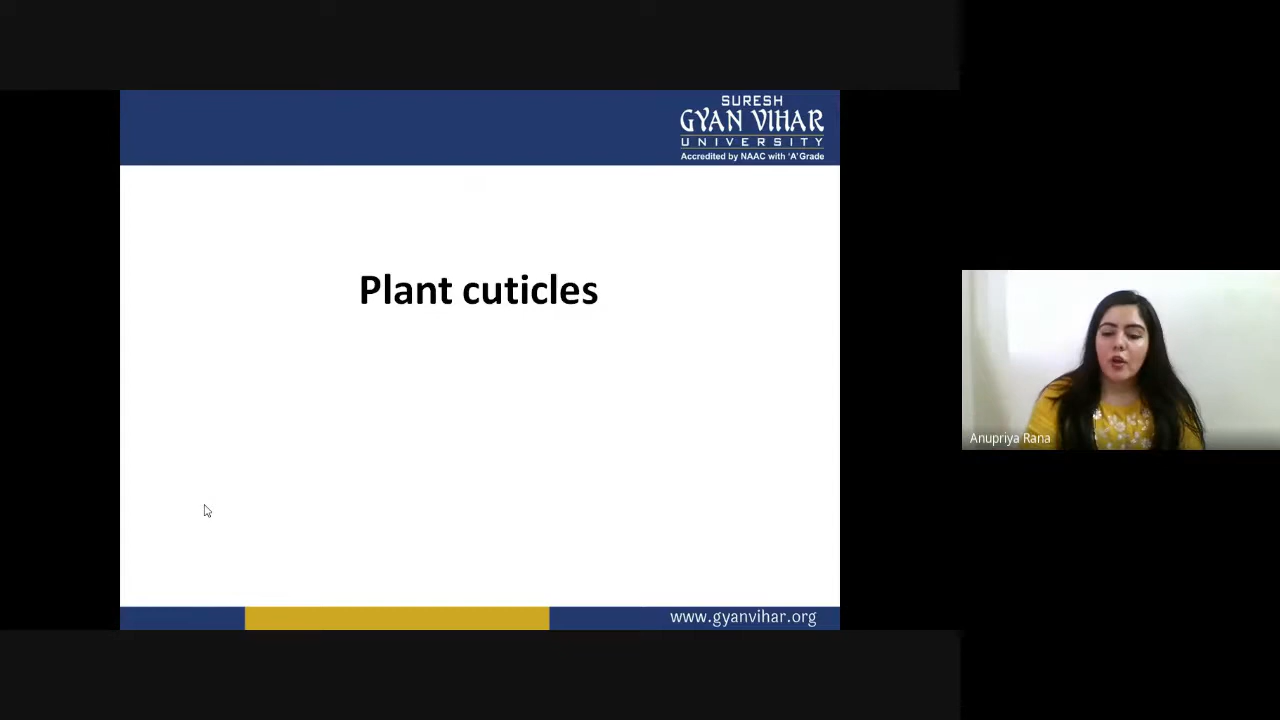 SURESH
GYAN VIHAR
UNIVERSITY
Accredited by NAAC with 'A' Grade
Plant cuticles
Anupriya Rana
www.gyanvihar.org